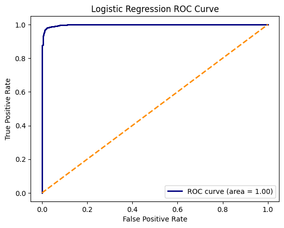 Logistic Regression ROC Curve
True Positive Rate
1.0
0.8
0.6
0.4
0.2
0.0
ROC curve (area = 1.00)
0.0 0.2 0.4 0.6 0.8 1.0
False Positive Rate